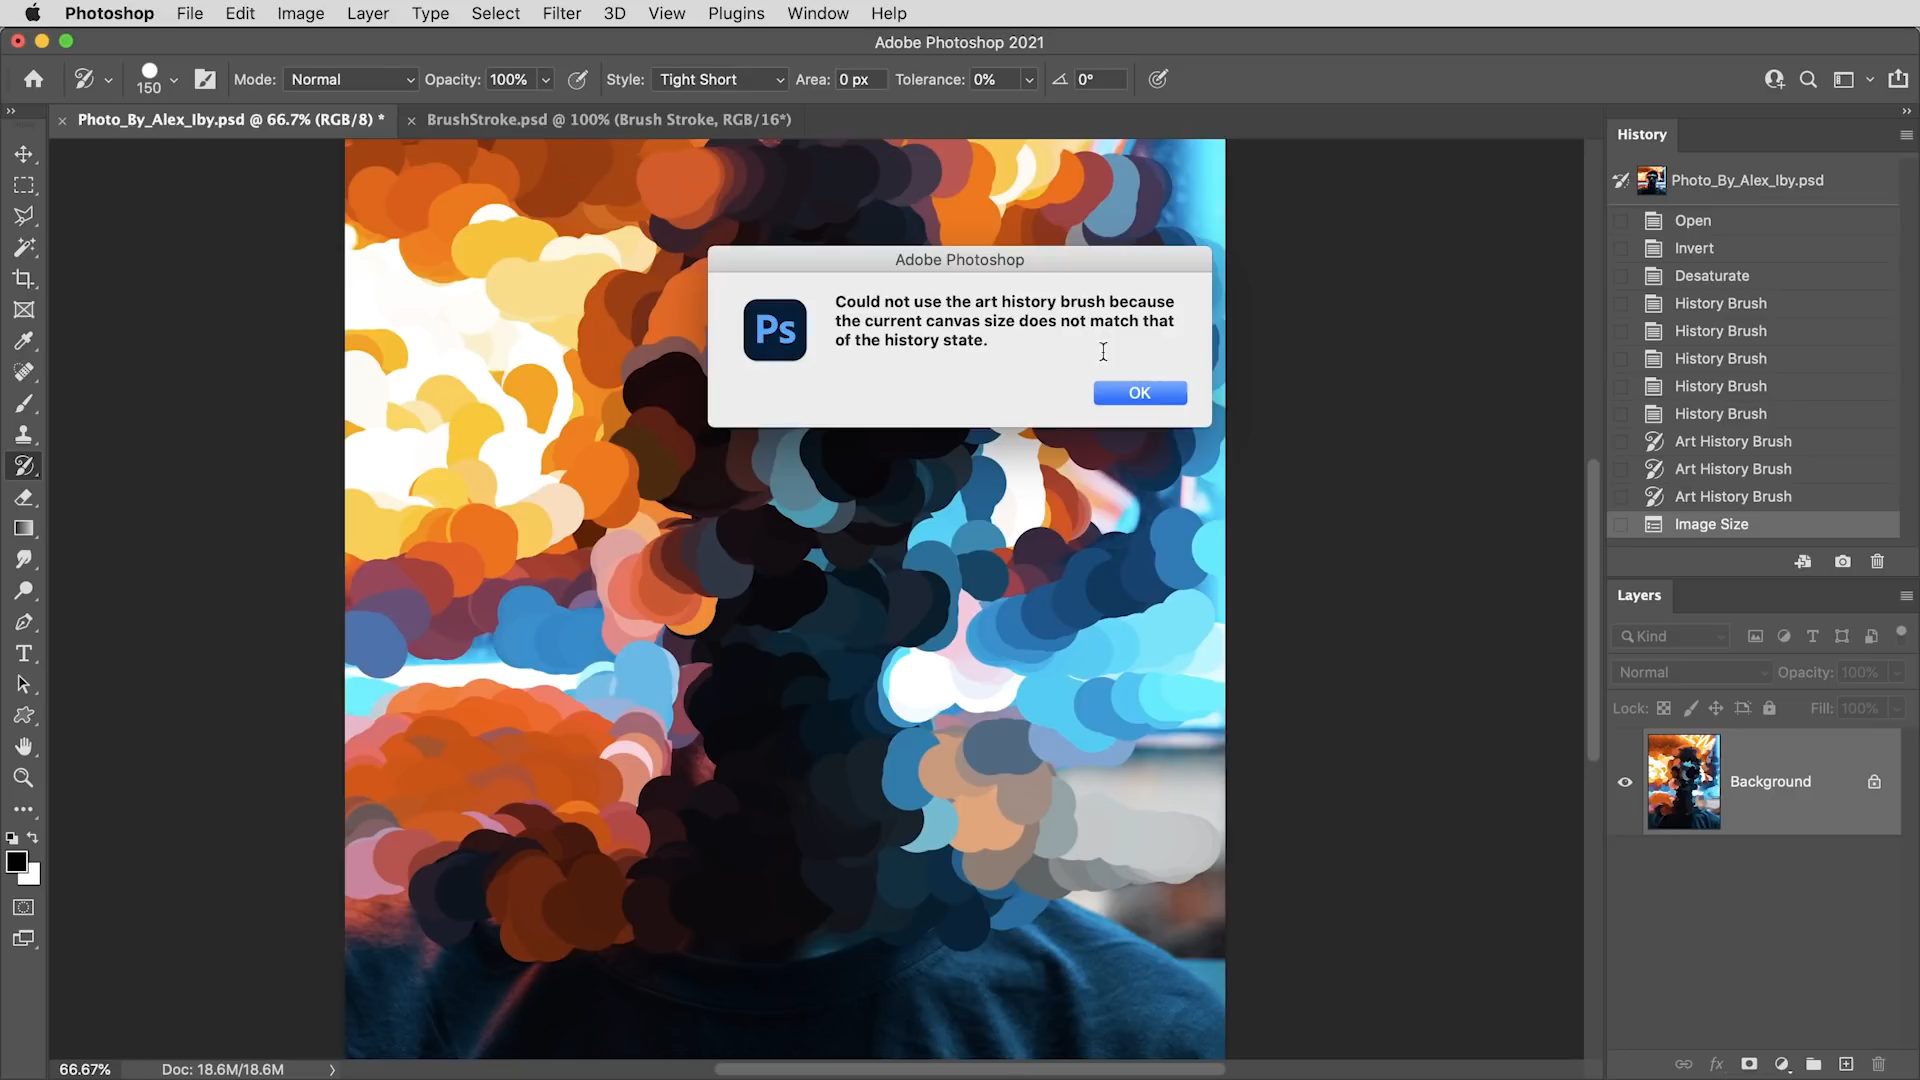 Photoshop File Edit Image Layer Type Select Filter 3D View Plugins Window Help
Adobe Photoshop 2021
150 Mode: Normal Opacity: 100% Style: Tight Short Area: 0 px Tolerance: 0% 0°
Photo_By_Alex_Iby.psd @ 66.7% (RGB/8) * BrushStroke.psd @ 100% (Brush Stroke, RGB/16*)
History
Photo_By_Alex_Iby.psd
Open
Invert
Desaturate
History Brush
History Brush
History Brush
History Brush
History Brush
Art History Brush
Art History Brush
Art History Brush
Image Size
Adobe Photoshop
Ps
Could not use the art history brush because
the current canvas size does not match that
of the history state.
OK
Layers
Kind
Normal Opacity: 100%
Lock: Fill: 100%
Background
fx
66.67% Doc: 18.6M/18.6M